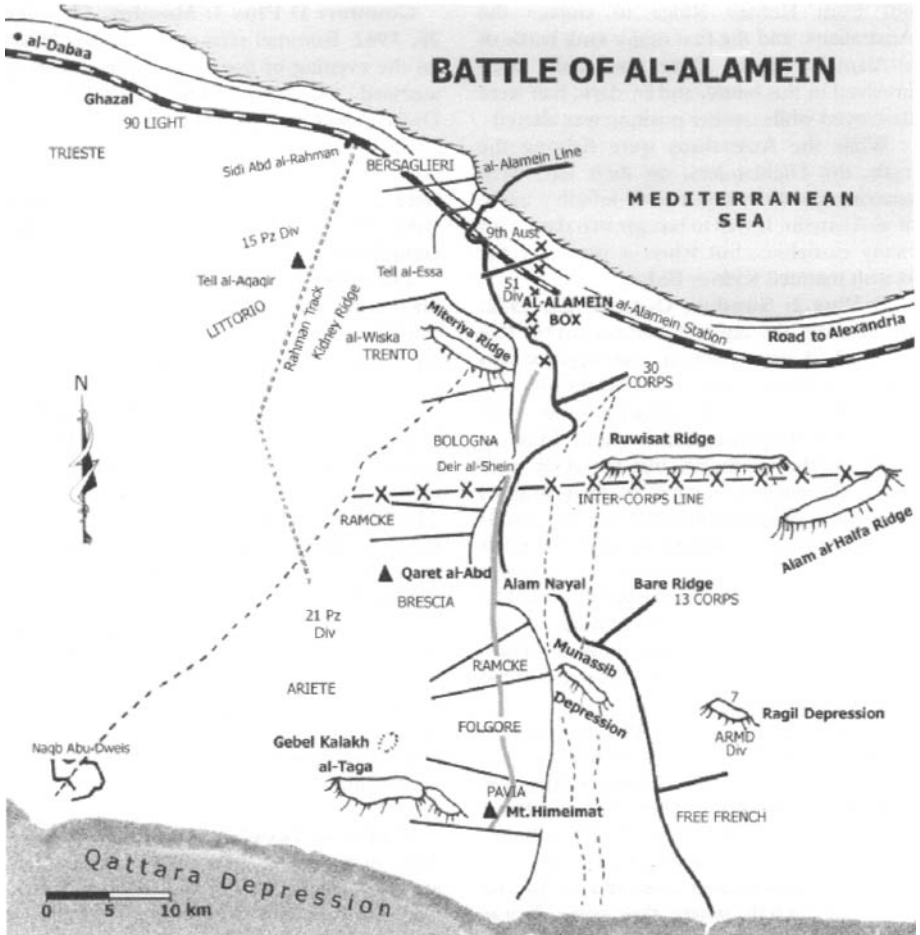 al-Dabaa
BATTLE OF AL-ALAMEIN
Ghazal
90 LIGHT
TRIESTE
Sidi Abd al-Rahman
BERSAGLIERI
al-Alamein Line
MEDITERRANEAN
SEA
15 Pz Div
9th Aust
Tell al-Aqaqir
Tell al-Essa
51
Div
AL-ALAMEIN
BOX
al-Alamein Station
Road to Alexandria
LITTORIO
Rahman Track
Kidney Ridge
Miteriya Ridge
al-Wiska
TRENTO
30
CORPS
N
BOLOGNA
Ruwisat Ridge
Deir al-Shein
INTER-CORPS LINE
RAMCKE
Alam al-Halfa Ridge
Qaret al-Abd
Alam Nayal
Bare Ridge
BRESCIA
13 CORPS
21 Pz
Div
Munassib
Depression
RAMCKE
ARIETE
7
ARMD
Div
Ragil Depression
FOLGORE
Naqb Abu-Dweis
Gebel Kalakh
al-Taga
PAVIA
Mt. Himeimat
FREE FRENCH
Qattara Depression
0 5 10 km